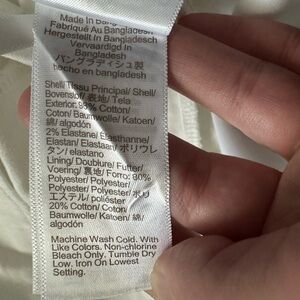 Made In Bangladesh
Fabriqué Au Bangladesh
Hergestellt In Bangladesch
Vervaardigd In
Bangladesh
バングラディシュ製
hecho en bangladesh
Shell/ Tissu Principal/ Shell/
Bovenstof/ 表地/ Tela
Exterior: 98% Cotton/
Coton/ Baumwolle/ Katoen/
綿/ algodón
2% Elastane/ Élasthanne/
Elastan/ Elastaan/ ポリウレ
タン/ elastano
Lining/ Doublure/ Futter/
Voering/ 裏地/ Forro: 80%
Polyester/ Polyester/
Polyester/ Polyester/ ポリ
エステル/ poliéster
20% Cotton/ Coton/
Baumwolle/ Katoen/ 綿/
algodón
Machine Wash Cold. With
Like Colors. Non-chlorine
Bleach Only. Tumble Dry
Low. Iron On Lowest
Setting.